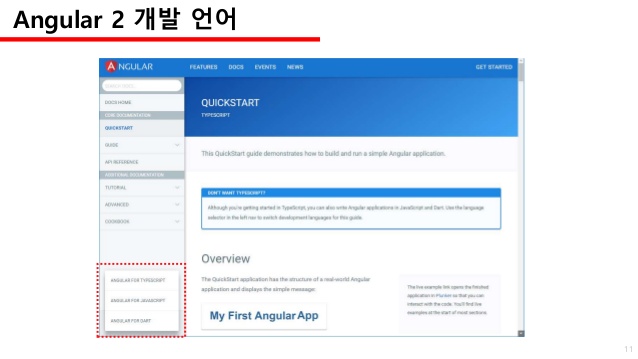 Angular 2 개발 언어
ANGULAR
FEATURES DOCS EVENTS NEWS GET STARTED
DOCS HOME
CORE DOCUMENTATION
QUICKSTART
GUIDE
API REFERENCE
ADDITIONAL DOCUMENTATION
TUTORIAL
ADVANCED
COOKBOOK
ANGULAR FOR TYPESCRIPT
ANGULAR FOR JAVASCRIPT
ANGULAR FOR DART
QUICKSTART
TYPESCRIPT
This QuickStart guide demonstrates how to build and run a simple Angular application.
DON'T WANT TYPESCRIPT?
Although you're getting started in TypeScript, you can also write Angular applications in JavaScript and Dart. Use the language
selector in the left nav to switch development languages for this guide.
Overview
The QuickStart application has the structure of a real-world Angular
application and displays the simple message:
My First Angular App
The live example link opens the finished
application in Plunker so that you can
interact with the code. You'll find live
examples at the start of most sections
11